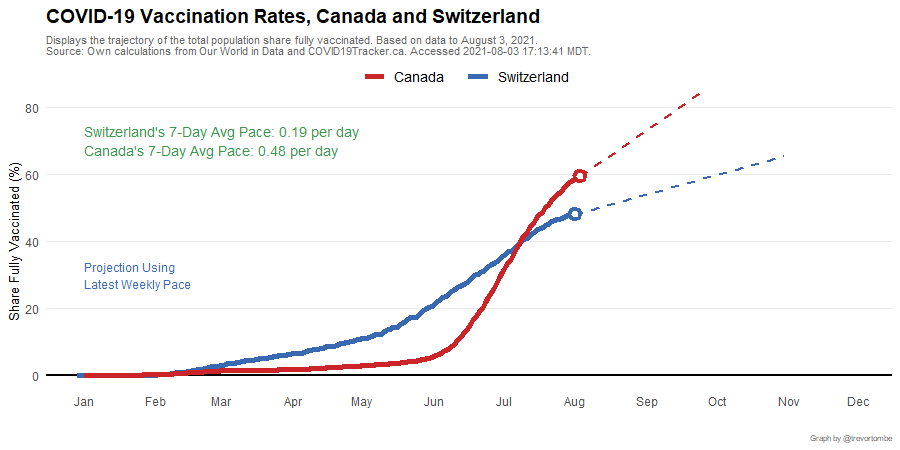 COVID-19 Vaccination Rates, Canada and Switzerland
Displays the trajectory of the total population share fully vaccinated. Based on data to August 3, 2021.
Source: Own calculations from Our World in Data and COVID19Tracker.ca. Accessed 2021-08-03 17:13:41 MDT.
Canada Switzerland
Switzerland's 7-Day Avg Pace: 0.19 per day
Canada's 7-Day Avg Pace: 0.48 per day
Projection Using
Latest Weekly Pace
Share Fully Vaccinated (%)
80
60
40
20
0
Jan Feb Mar Apr May Jun Jul Aug Sep Oct Nov Dec
Graph by @trevortombe